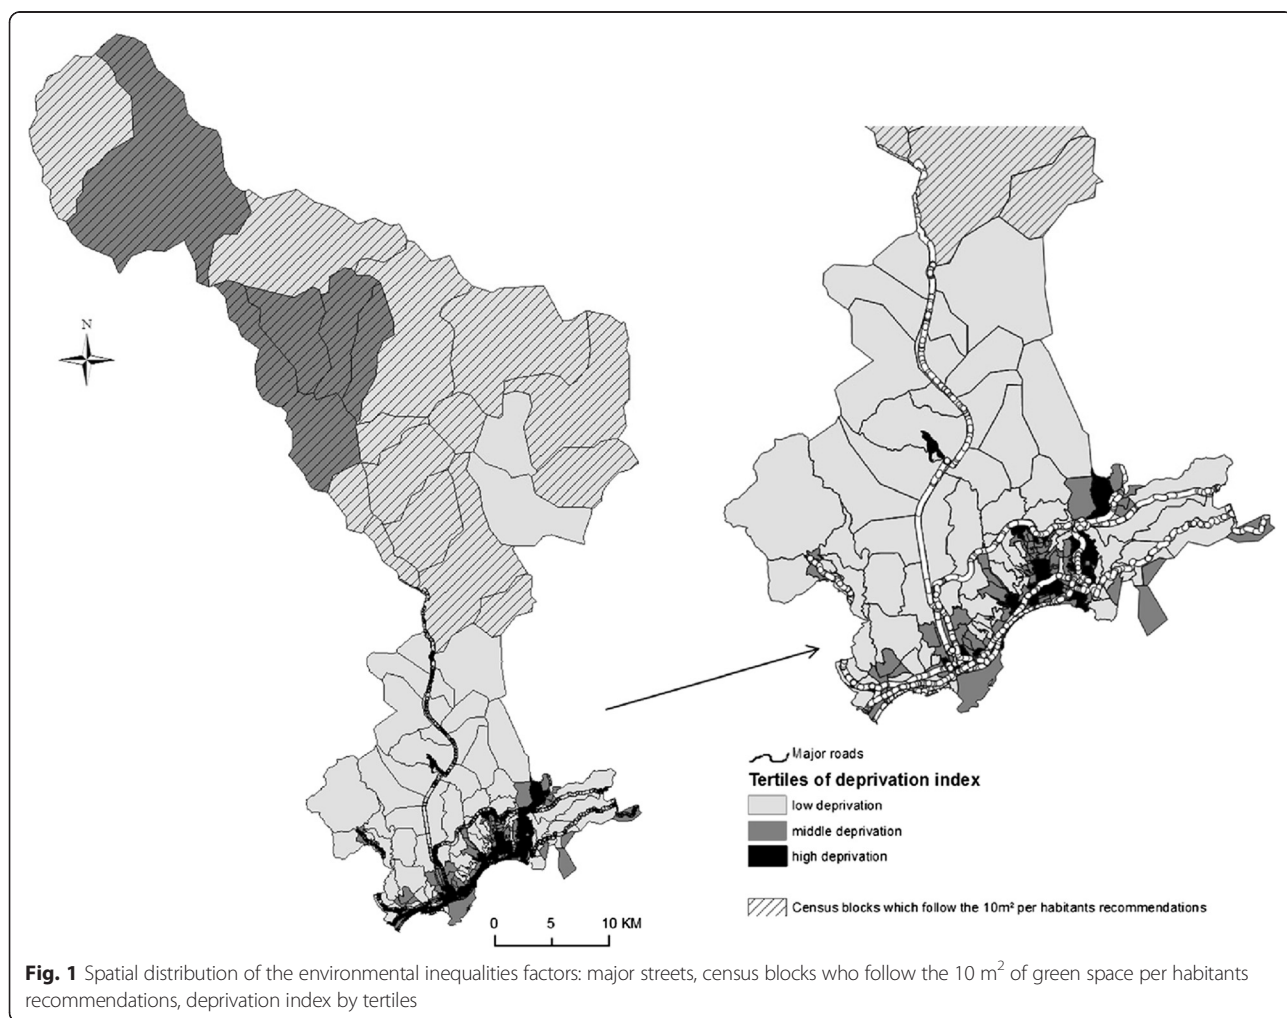 N
Major roads
Tertiles of deprivation index
low deprivation
middle deprivation
high deprivation
Census blocks which follow the 10m² per habitants recommendations
0 5 10 KM
Fig. 1 Spatial distribution of the environmental inequalities factors: major streets, census blocks who follow the 10 m² of green space per habitants
recommendations, deprivation index by tertiles